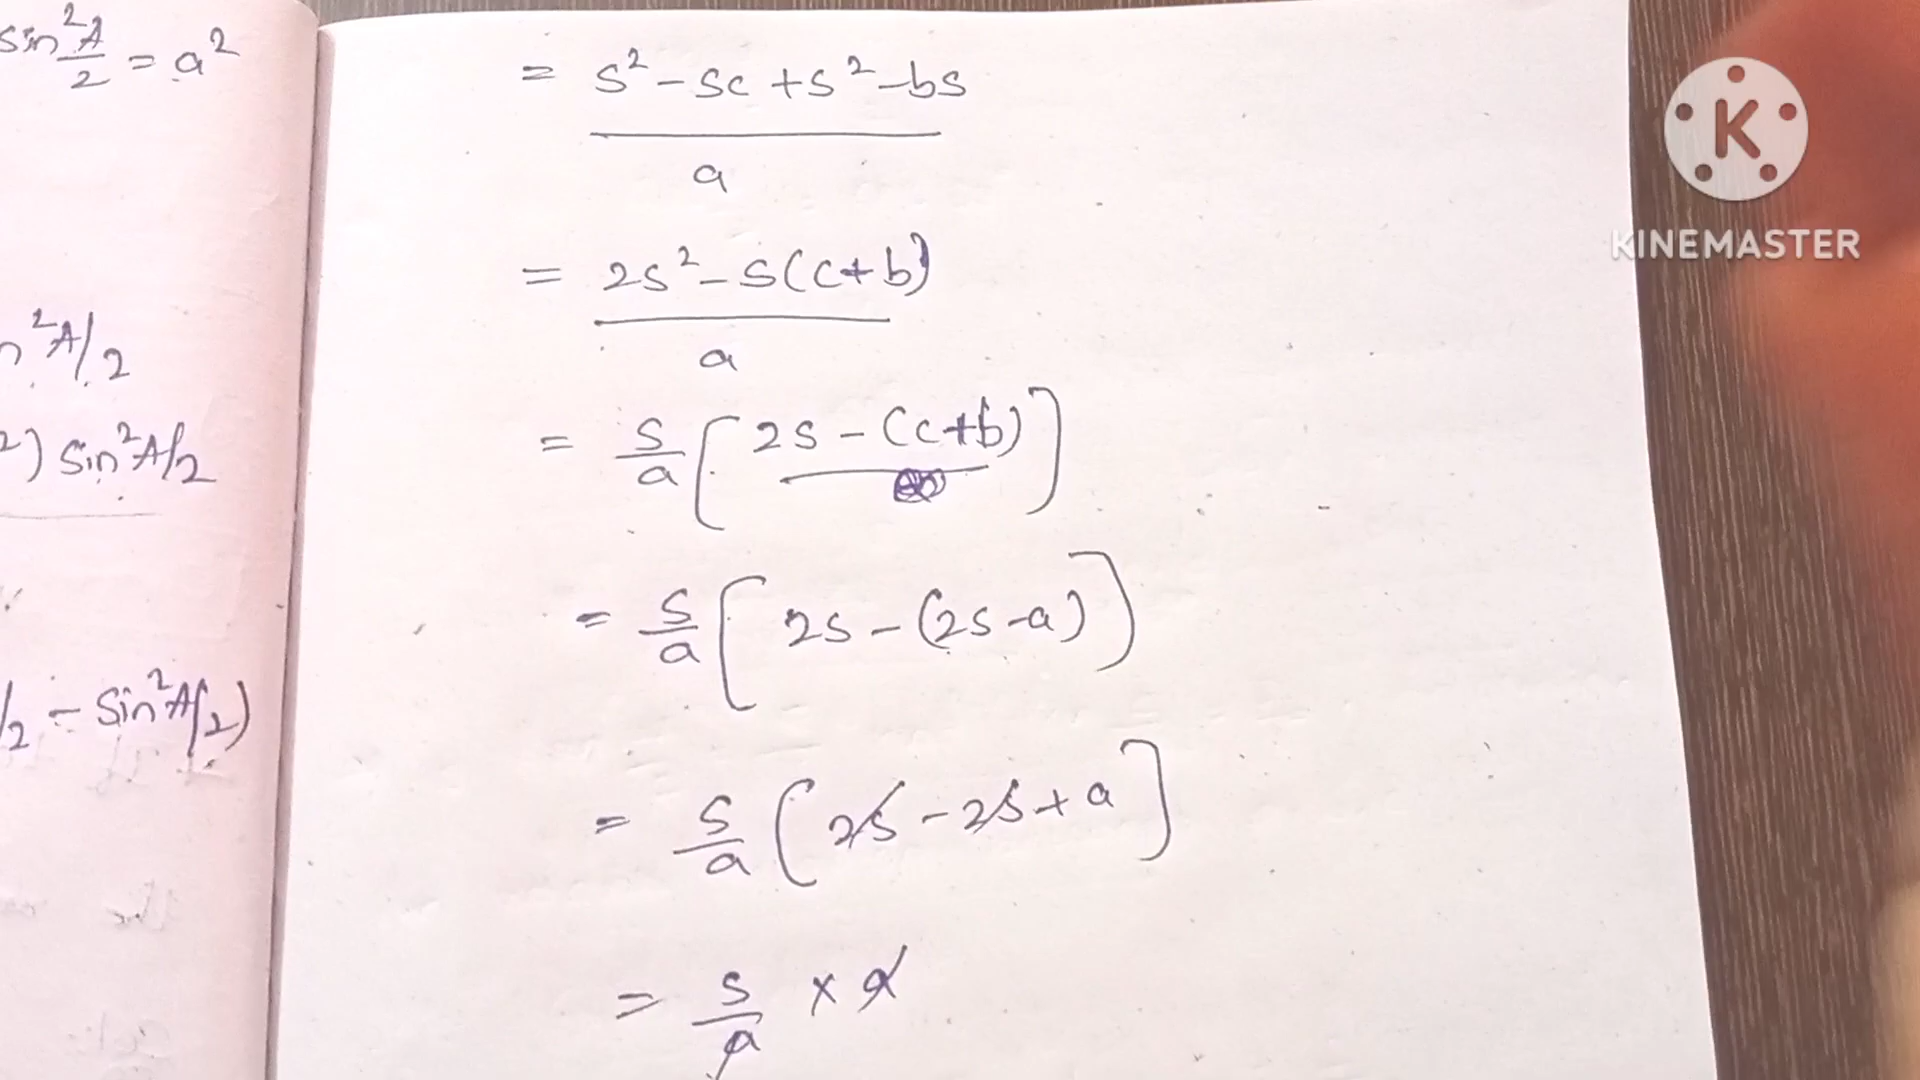 sin²A/2 = a²
²A/2
²) sin²A/2
/2 - sin²A/2)
= s² - sc + s² - bs
a
= 2s² - s(c+b)
a
= s/a [2s - (c+b)]
= s/a [2s - (2s-a)]
= s/a [2s - 2s + a]
= s/a × a
K
KINEMASTER